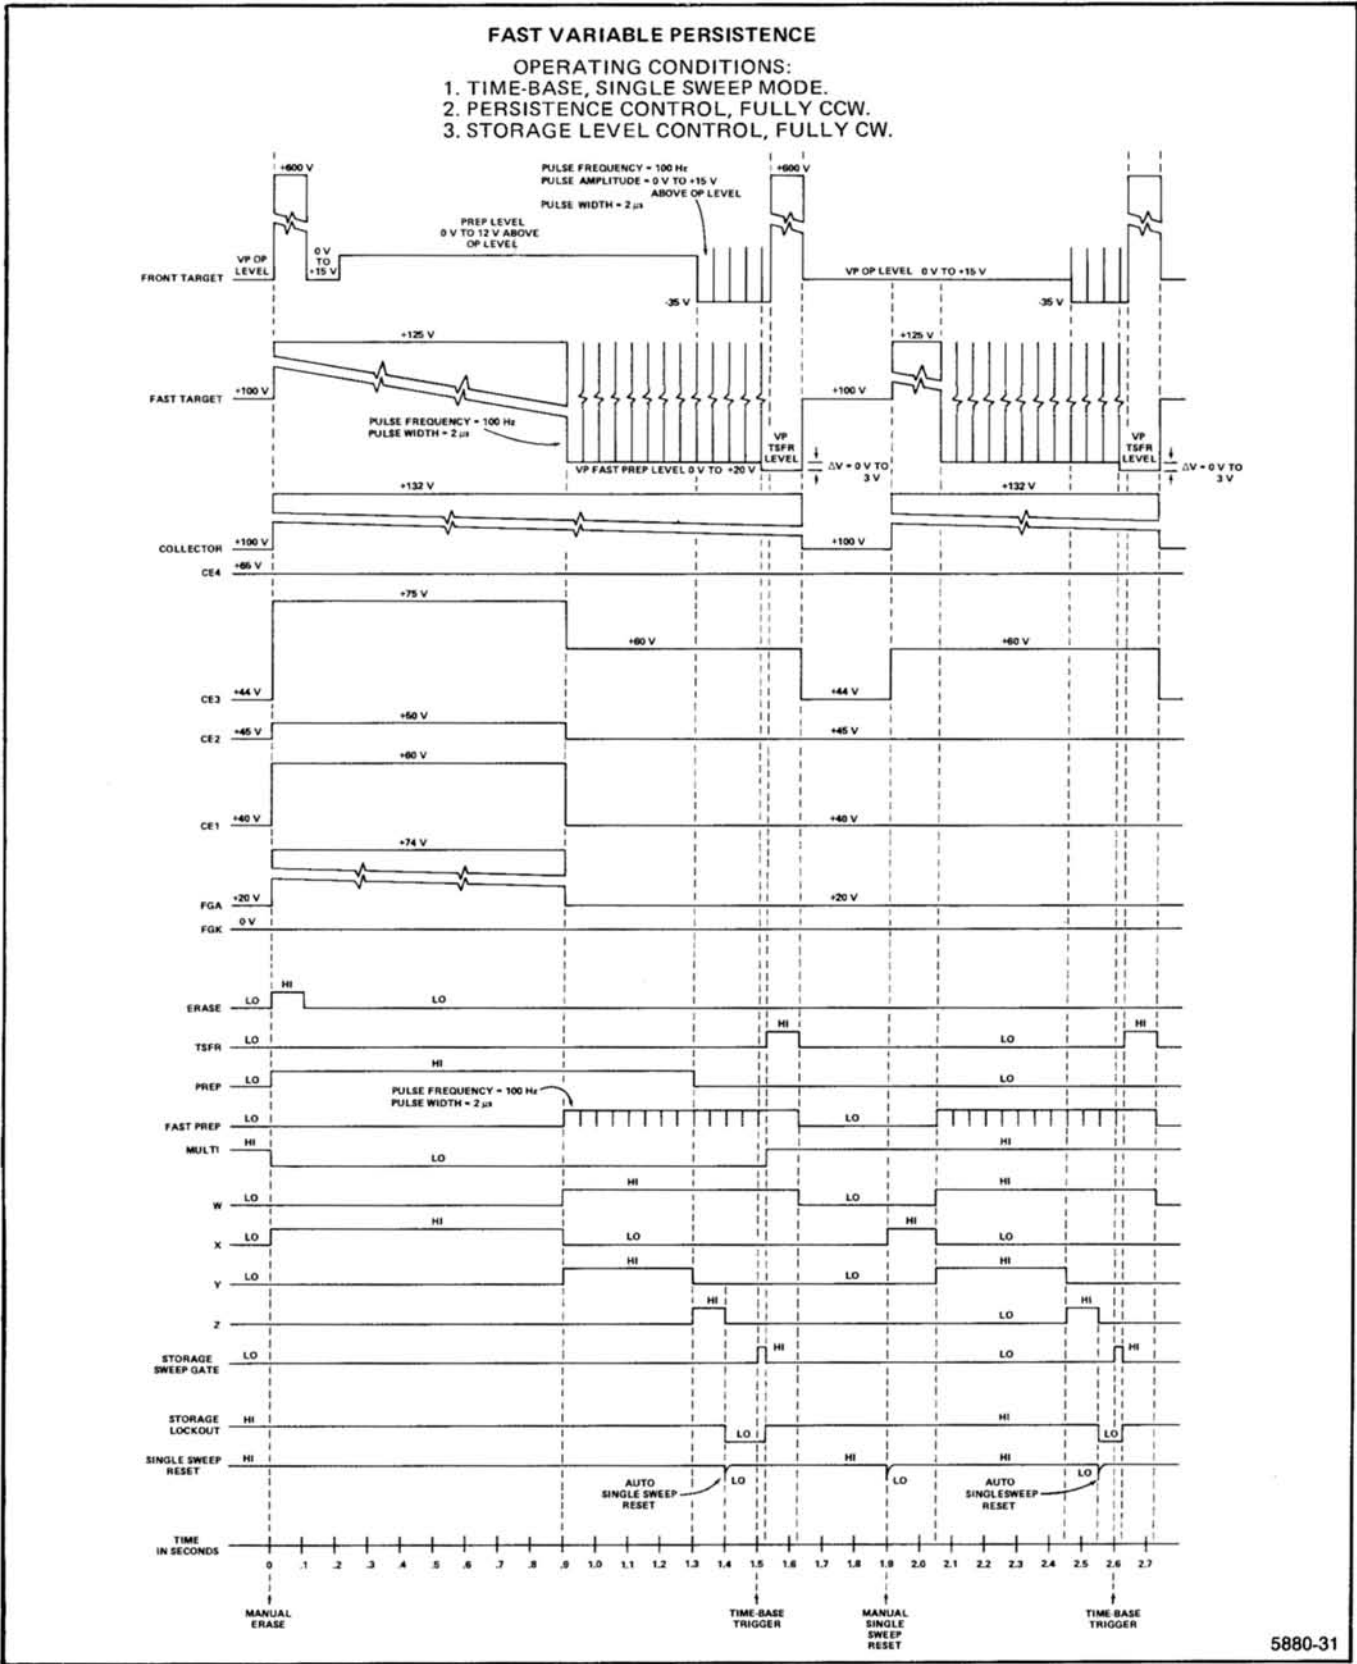 FAST VARIABLE PERSISTENCE
OPERATING CONDITIONS:
1. TIME-BASE, SINGLE SWEEP MODE.
2. PERSISTENCE CONTROL, FULLY CCW.
3. STORAGE LEVEL CONTROL, FULLY CW.
+600 V
PULSE FREQUENCY = 100 Hz
PULSE AMPLITUDE = 0 V TO +15 V
ABOVE OP LEVEL
PULSE WIDTH = 2 µs
+600 V
PREP LEVEL
0 V TO 12 V ABOVE
OP LEVEL
VP OP
LEVEL
0 V
TO
+15 V
FRONT TARGET
VP OP LEVEL 0 V TO +15 V
-35 V
-35 V
+125 V
+125 V
FAST TARGET
+100 V
+100 V
PULSE FREQUENCY = 100 Hz
PULSE WIDTH = 2 µs
VP
TSFR
LEVEL
VP
TSFR
LEVEL
VP FAST PREP LEVEL 0 V TO +20 V
ΔV = 0 V TO
3 V
ΔV = 0 V TO
3 V
+132 V
+132 V
COLLECTOR
+100 V
+100 V
CE4
+65 V
+75 V
+60 V
+60 V
CE3
+44 V
+44 V
+50 V
CE2
+45 V
+45 V
+60 V
CE1
+40 V
+40 V
+74 V
FGA
+20 V
+20 V
FGK
0 V
HI
ERASE
LO
LO
HI
HI
TSFR
LO
LO
HI
PREP
LO
LO
PULSE FREQUENCY = 100 Hz
PULSE WIDTH = 2 µs
FAST PREP
LO
LO
MULTI
HI
LO
HI
HI
HI
W
LO
LO
HI
HI
X
LO
LO
LO
HI
HI
Y
LO
LO
HI
HI
Z
LO
STORAGE
SWEEP GATE
LO
HI
LO
HI
STORAGE
LOCKOUT
HI
LO
HI
LO
SINGLE SWEEP
RESET
HI
HI
HI
AUTO
SINGLE SWEEP
RESET
LO
LO
AUTO
SINGLESWEEP
RESET
LO
TIME
IN SECONDS
0 .1 .2 .3 .4 .5 .6 .7 .8 .9 1.0 1.1 1.2 1.3 1.4 1.5 1.6 1.7 1.8 1.9 2.0 2.1 2.2 2.3 2.4 2.5 2.6 2.7
MANUAL
ERASE
TIME-BASE
TRIGGER
MANUAL
SINGLE
SWEEP
RESET
TIME-BASE
TRIGGER
5880-31